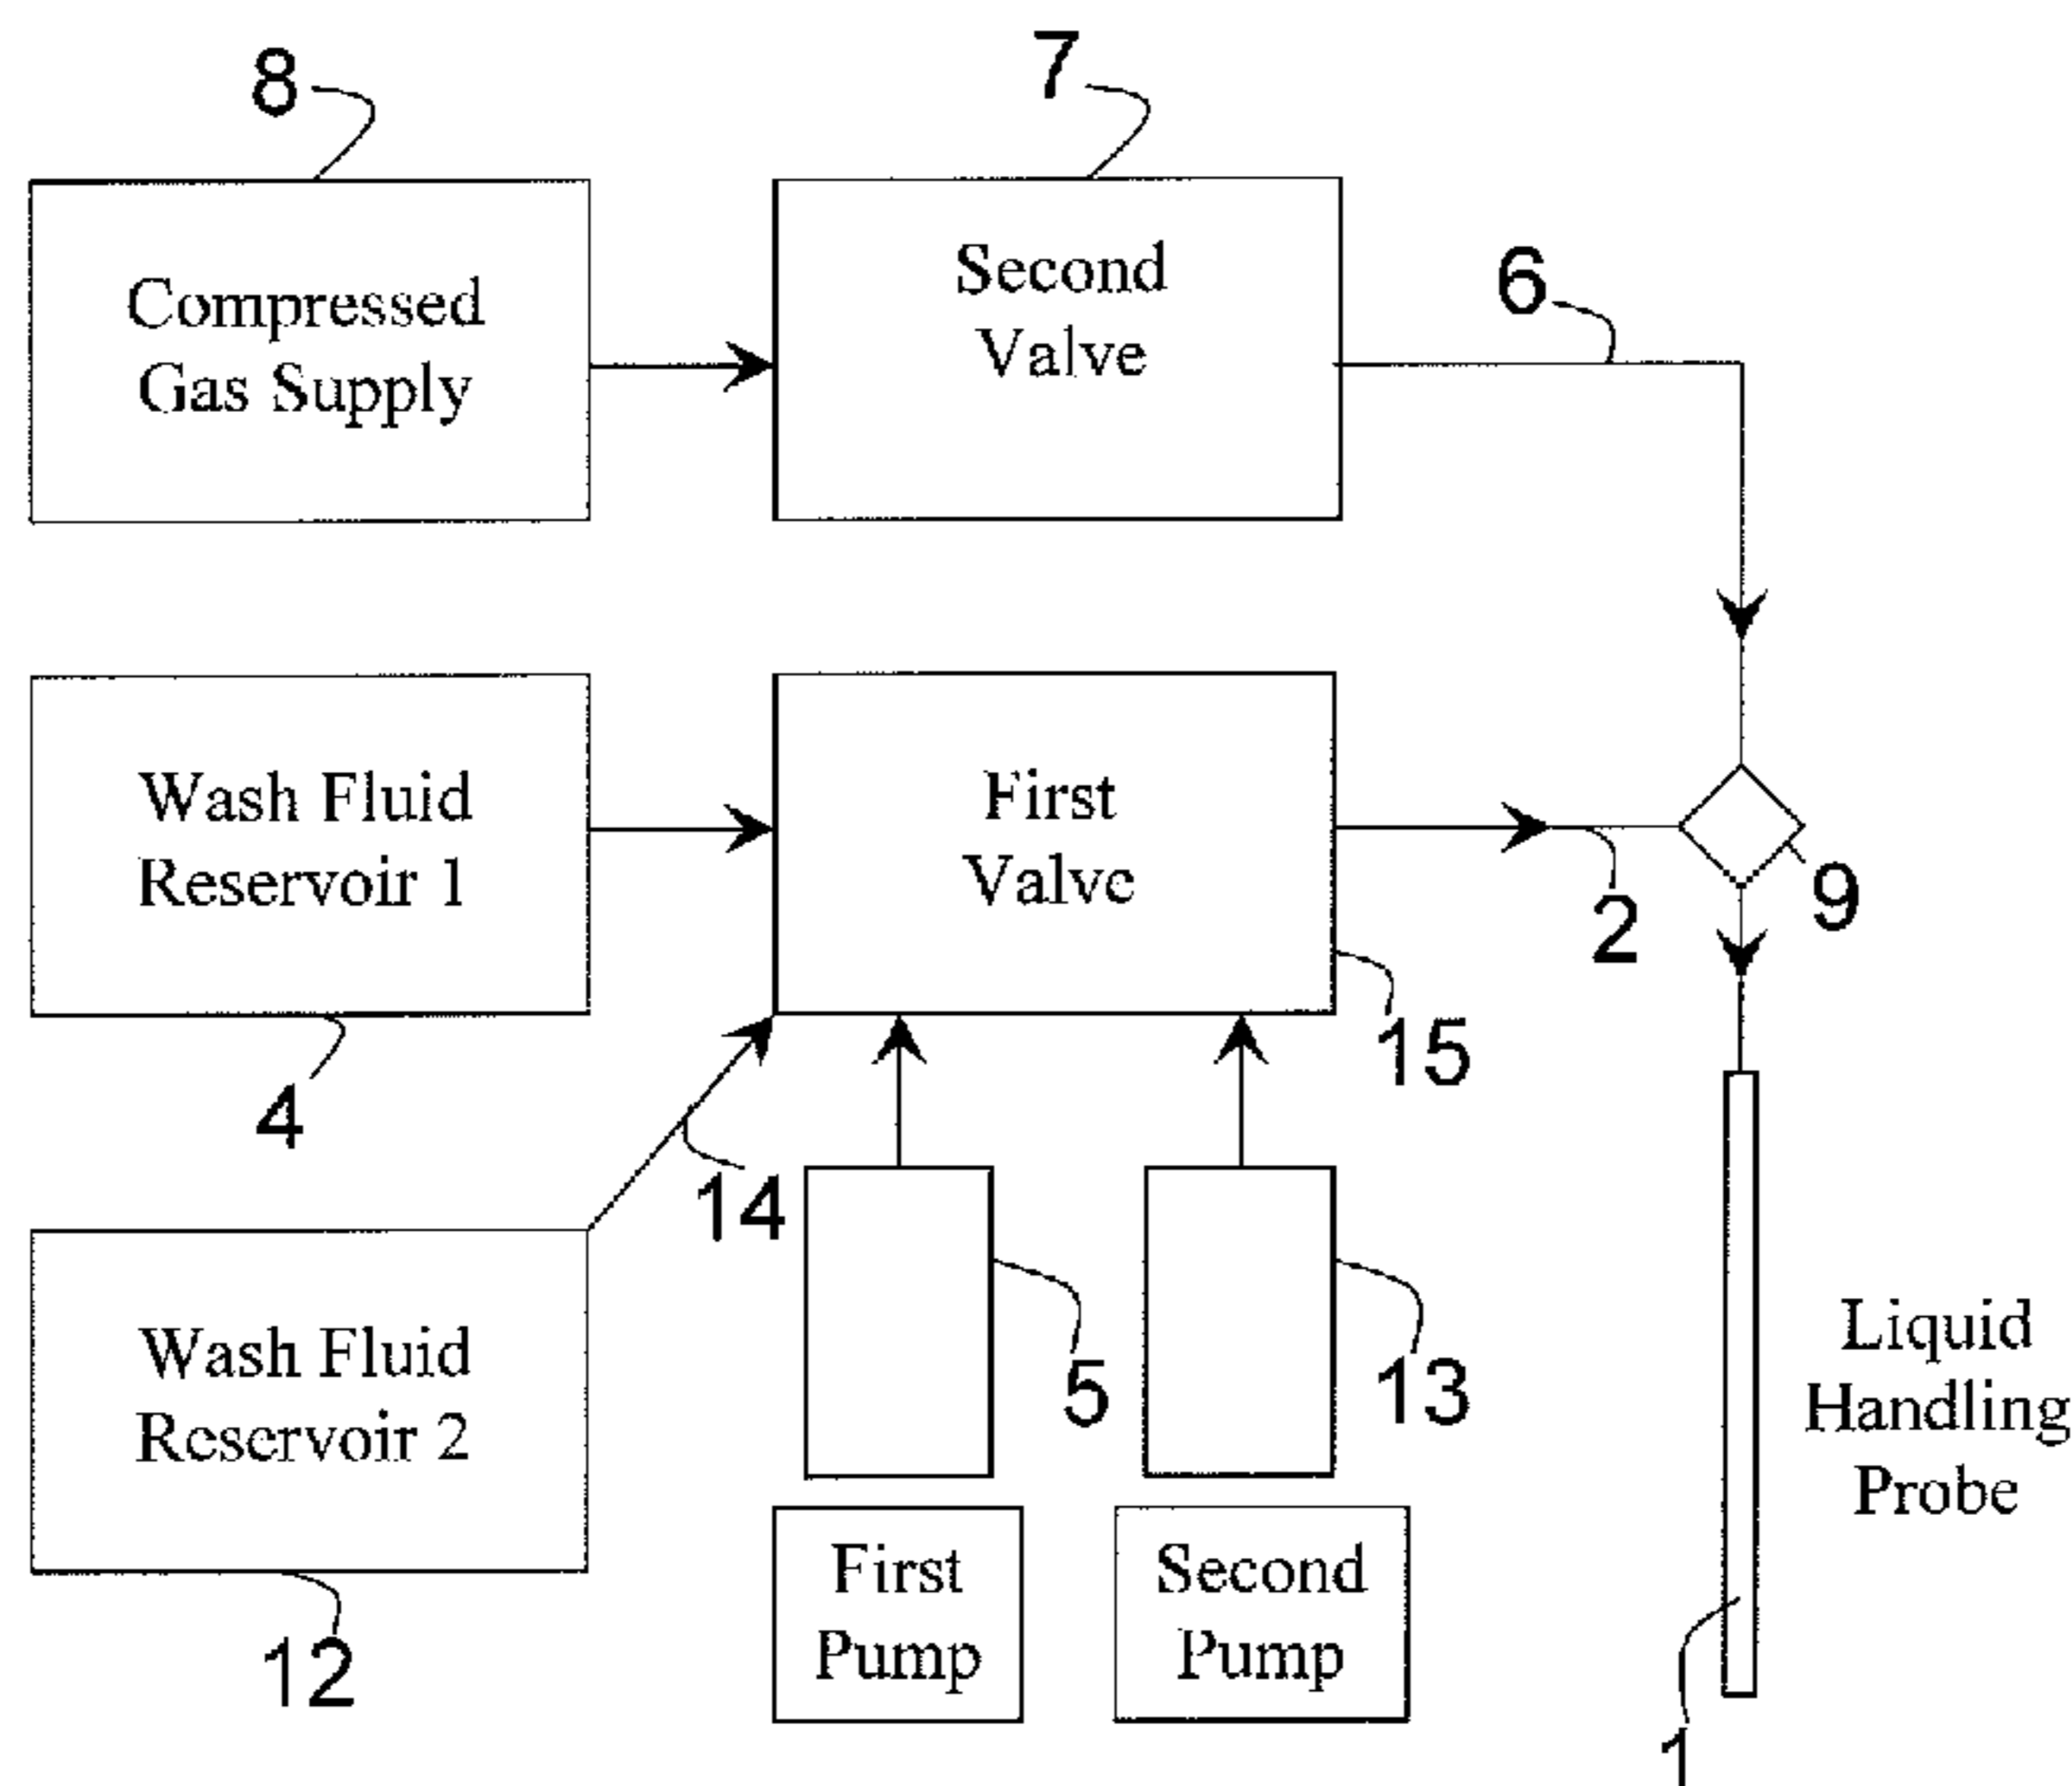 8
7
Compressed
Gas Supply
Second
Valve
6
Wash Fluid
Reservoir 1
First
Valve
2
9
15
4
14
Wash Fluid
Reservoir 2
5
13
Liquid
Handling
Probe
First
Pump
Second
Pump
12
1